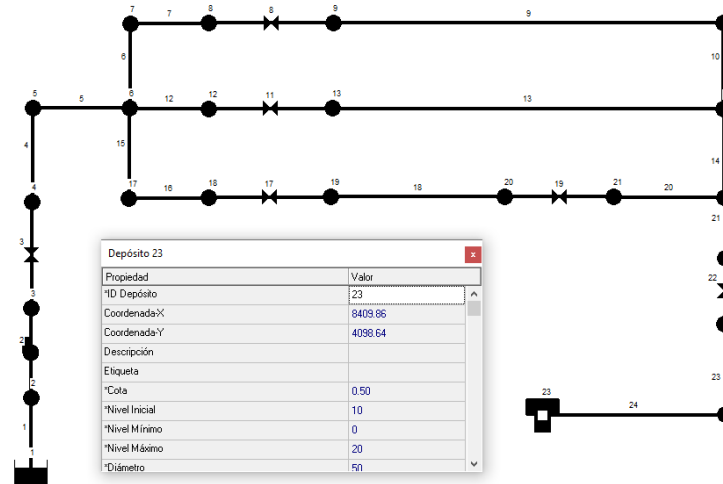 7 8 8 9 9
7
6 10
5 5 6 12 12 11 13 13
4 15 14
17 16 18 17 19 18 20 19 21 20
4
21
3
Depósito 23 x
Propiedad Valor
*ID Depósito 23
Coordenada-X 8409.86
Coordenada-Y 4098.64
Descripción
Etiqueta
*Cota 0.50
*Nivel Inicial 10
*Nivel Mínimo 0
*Nivel Máximo 20
*Diámetro 50
22
3
2
2
23
23
24
1
1